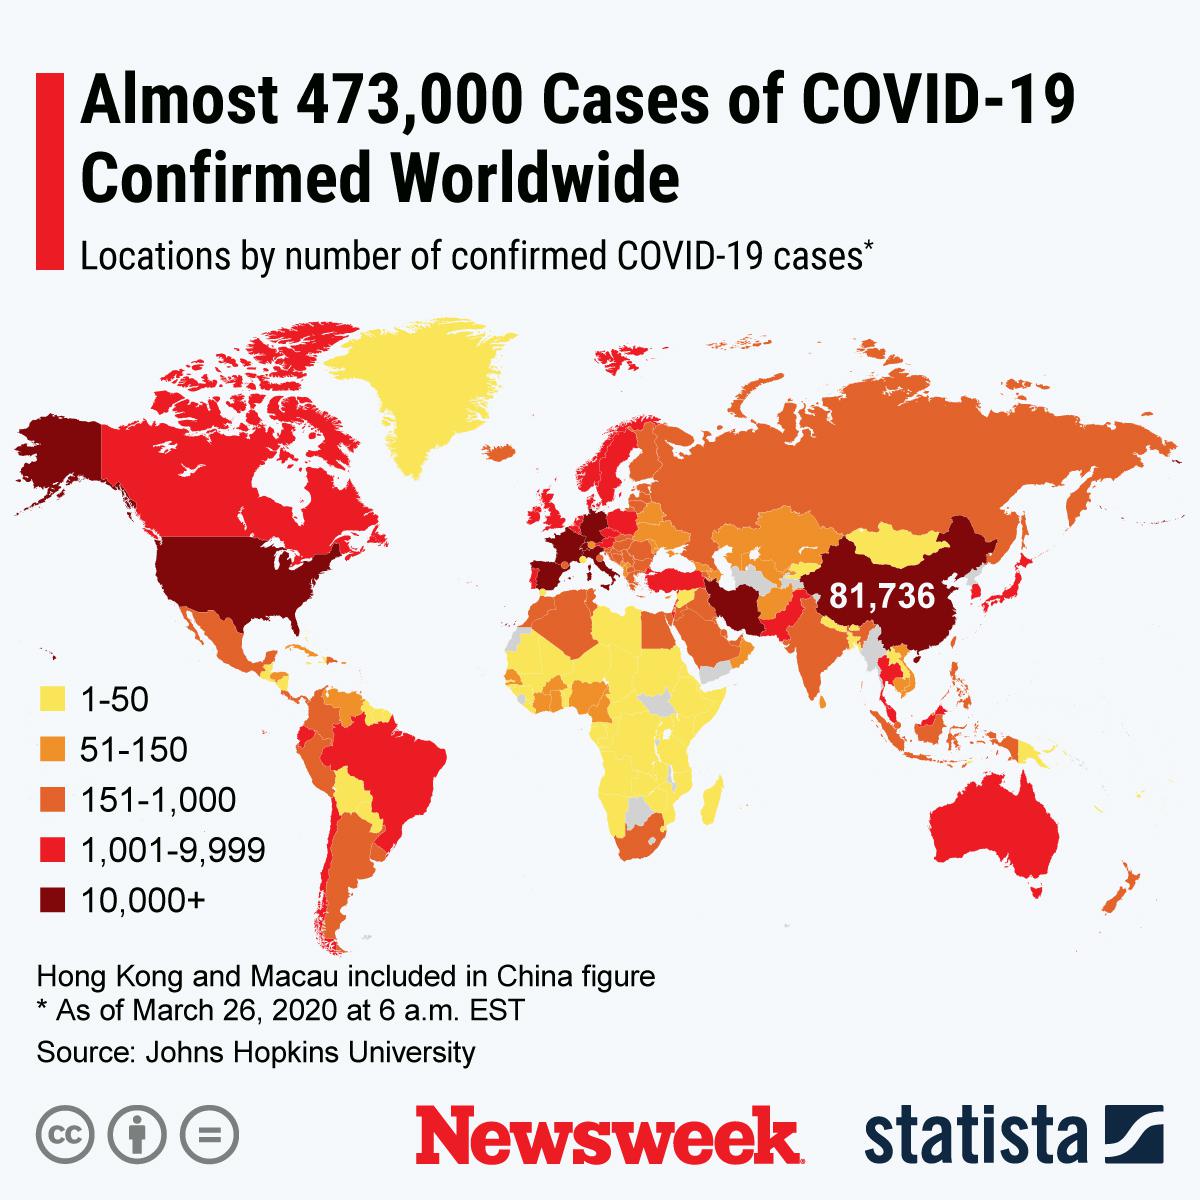 Almost 473,000 Cases of COVID-19
Confirmed Worldwide
Locations by number of confirmed COVID-19 cases*
81,736
1-50
51-150
151-1,000
1,001-9,999
10,000+
Hong Kong and Macau included in China figure
* As of March 26, 2020 at 6 a.m. EST
Source: Johns Hopkins University
cc
Newsweek
statista